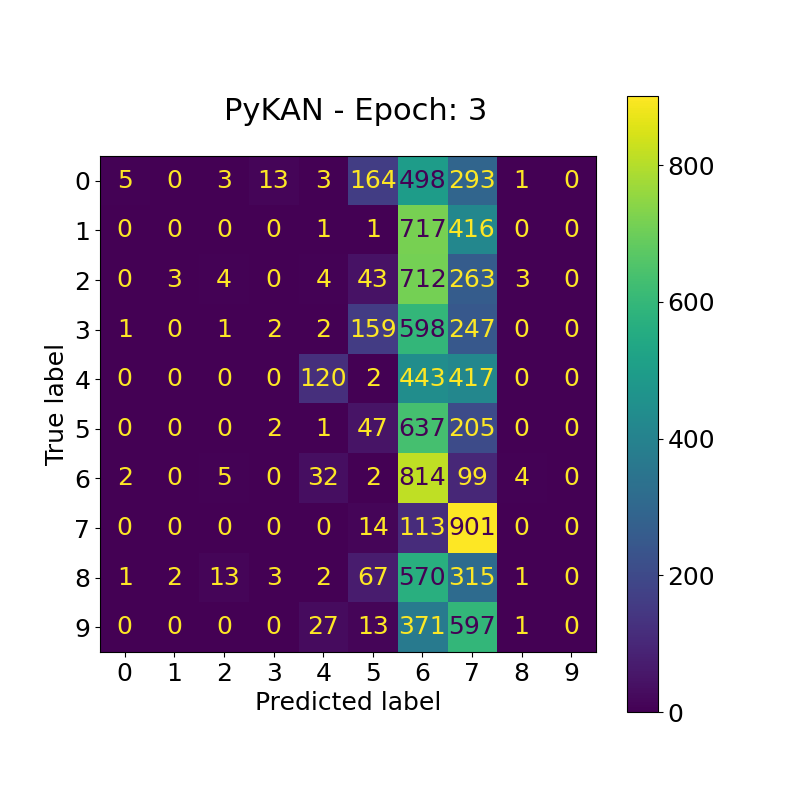 PyKAN - Epoch: 3
0 5 0 3 13 3 164 498 293 1 0
1 0 0 0 0 1 1 717 416 0 0
2 0 3 4 0 4 43 712 263 3 0
3 1 0 1 2 2 159 598 247 0 0
4 0 0 0 0 120 2 443 417 0 0
5 0 0 0 2 1 47 637 205 0 0
6 2 0 5 0 32 2 814 99 4 0
7 0 0 0 0 0 14 113 901 0 0
8 1 2 13 3 2 67 570 315 1 0
9 0 0 0 0 27 13 371 597 1 0
0 1 2 3 4 5 6 7 8 9
Predicted label
True label
800
600
400
200
0